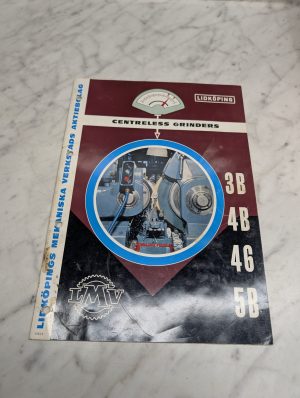 LIDKÖPING
CENTRELESS GRINDERS
3B
4B
4G
5B
LMV
LIDKÖPINGS MEKANISKA VERKSTADS AKTIEBOLAG